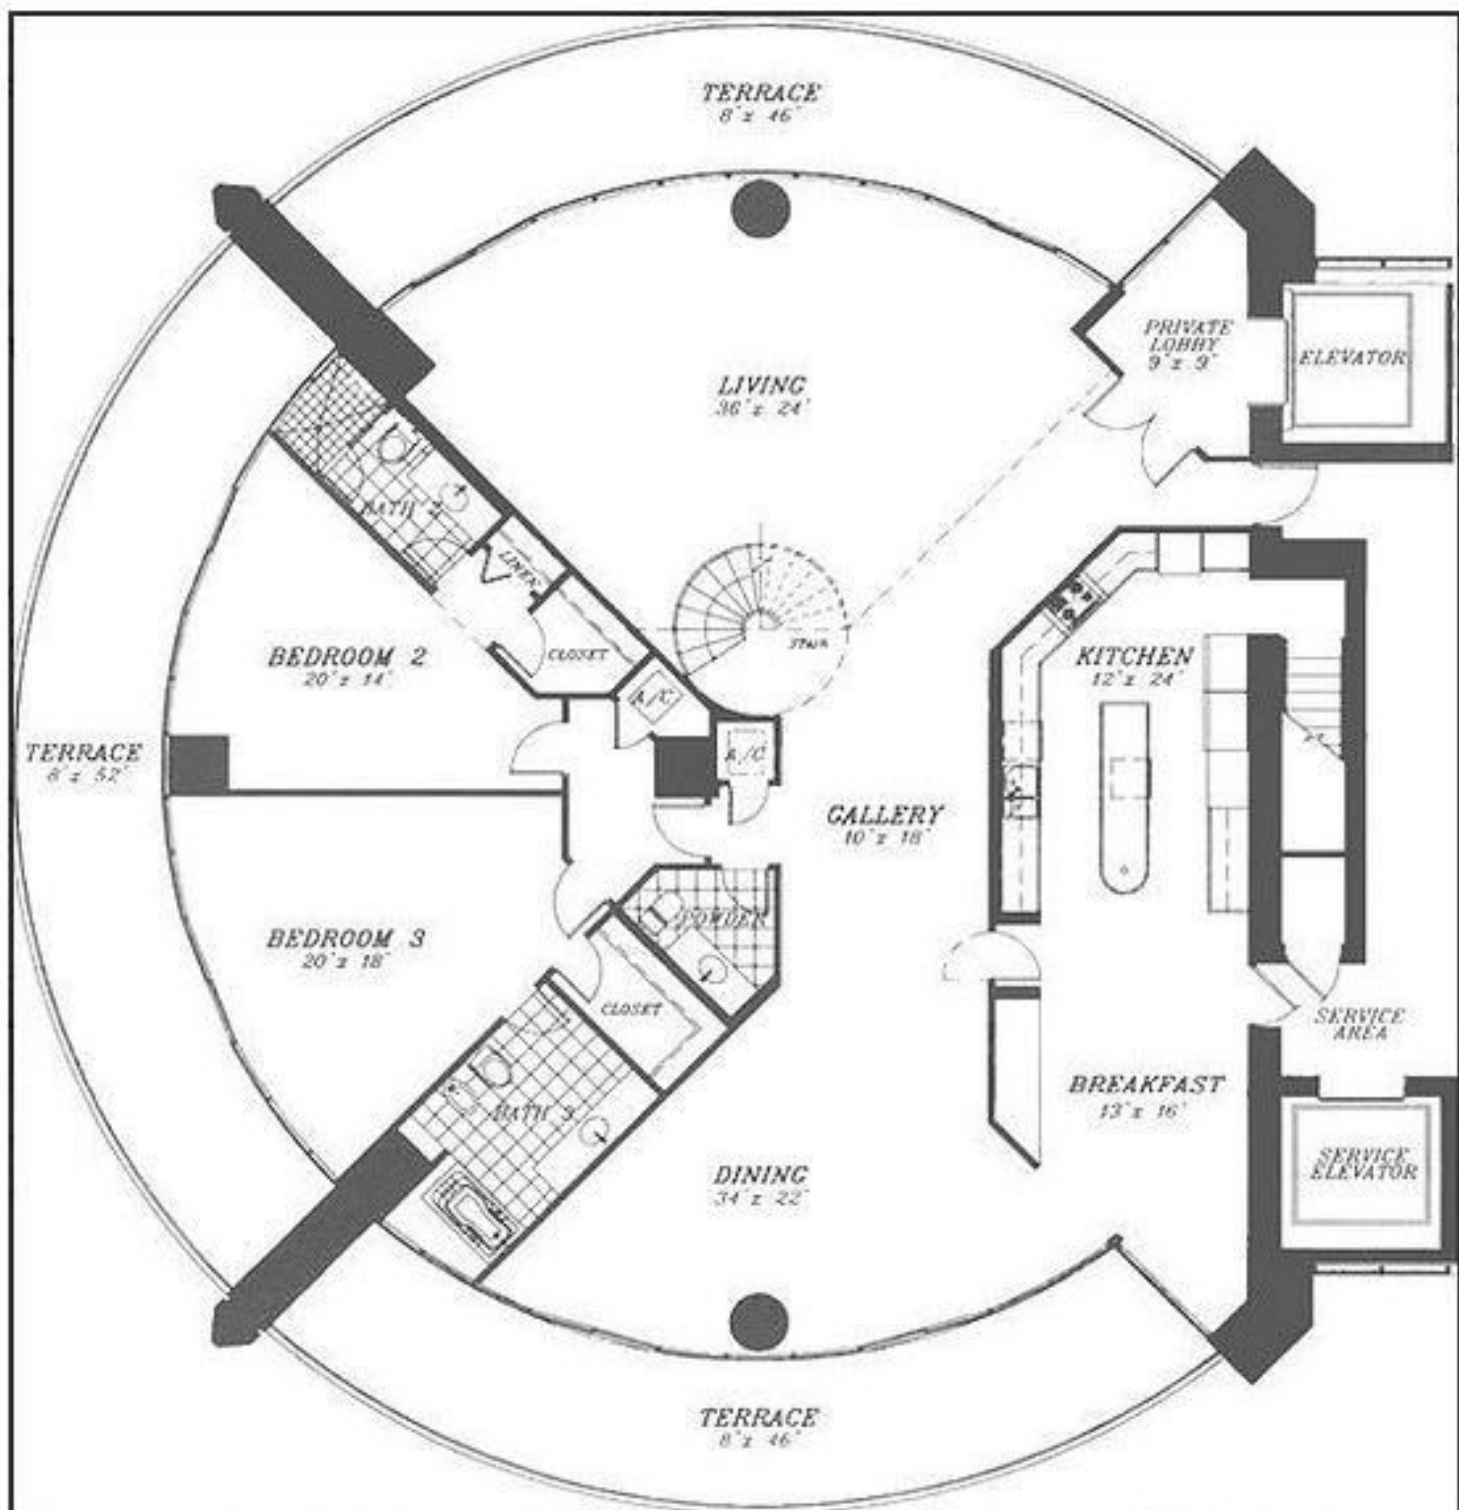 TERRACE
8' x 46'
PRIVATE
LOBBY
9' x 9'
ELEVATOR
LIVING
36' x 24'
BATH 2
LINEN
STAIR
BEDROOM 2
20' x 14'
CLOSET
KITCHEN
12' x 24'
A/C
A/C
TERRACE
8' x 52'
GALLERY
10' x 18'
POWDER
BEDROOM 3
20' x 18'
CLOSET
SERVICE
AREA
BREAKFAST
13' x 16'
BATH 3
DINING
34' x 22'
SERVICE
ELEVATOR
TERRACE
8' x 46'